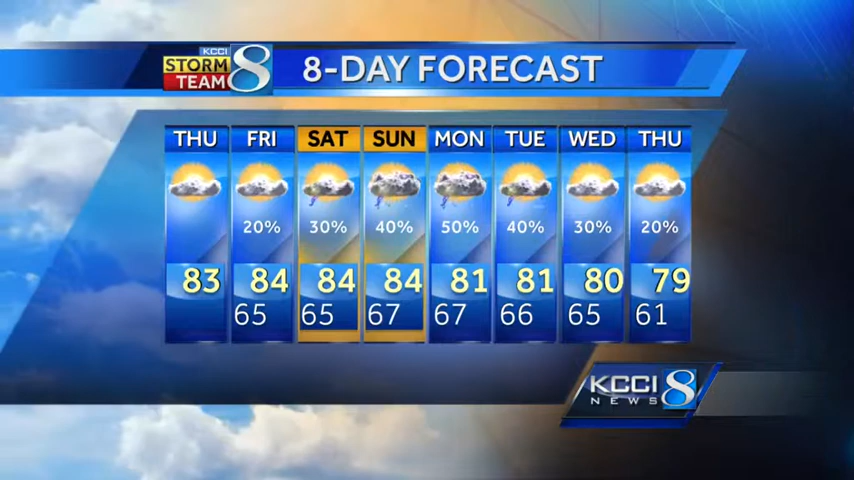 KCCI
STORM
TEAM
8
8-DAY FORECAST
THU FRI SAT SUN MON TUE WED THU
20% 30% 40% 50% 40% 30% 20%
83 84 84 84 81 81 80 79
65 65 67 67 66 65 61
KCCI 8
NEWS